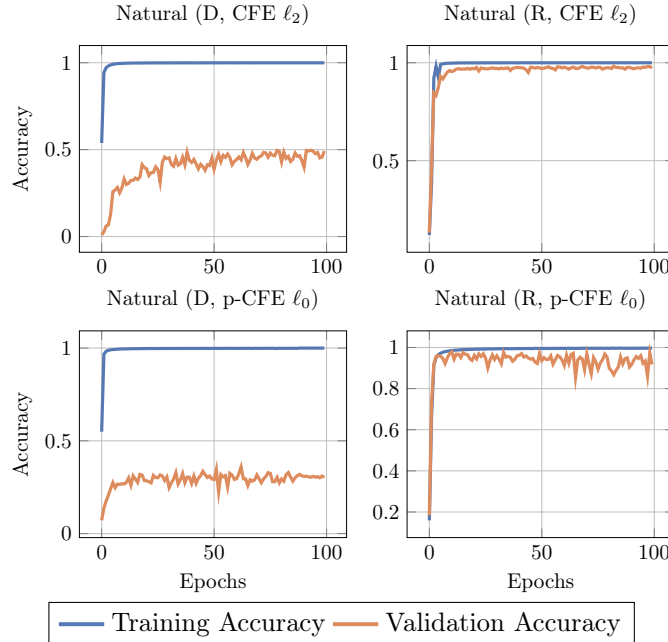 Natural (D, CFE ℓ₂)
Natural (R, CFE ℓ₂)
Accuracy
1
0.5
0
0
50
100
1
0.5
0
50
100
Natural (D, p-CFE ℓ₀)
Natural (R, p-CFE ℓ₀)
Accuracy
1
0.5
0
0
50
100
Epochs
1
0.8
0.6
0.4
0.2
0
50
100
Epochs
Training Accuracy Validation Accuracy